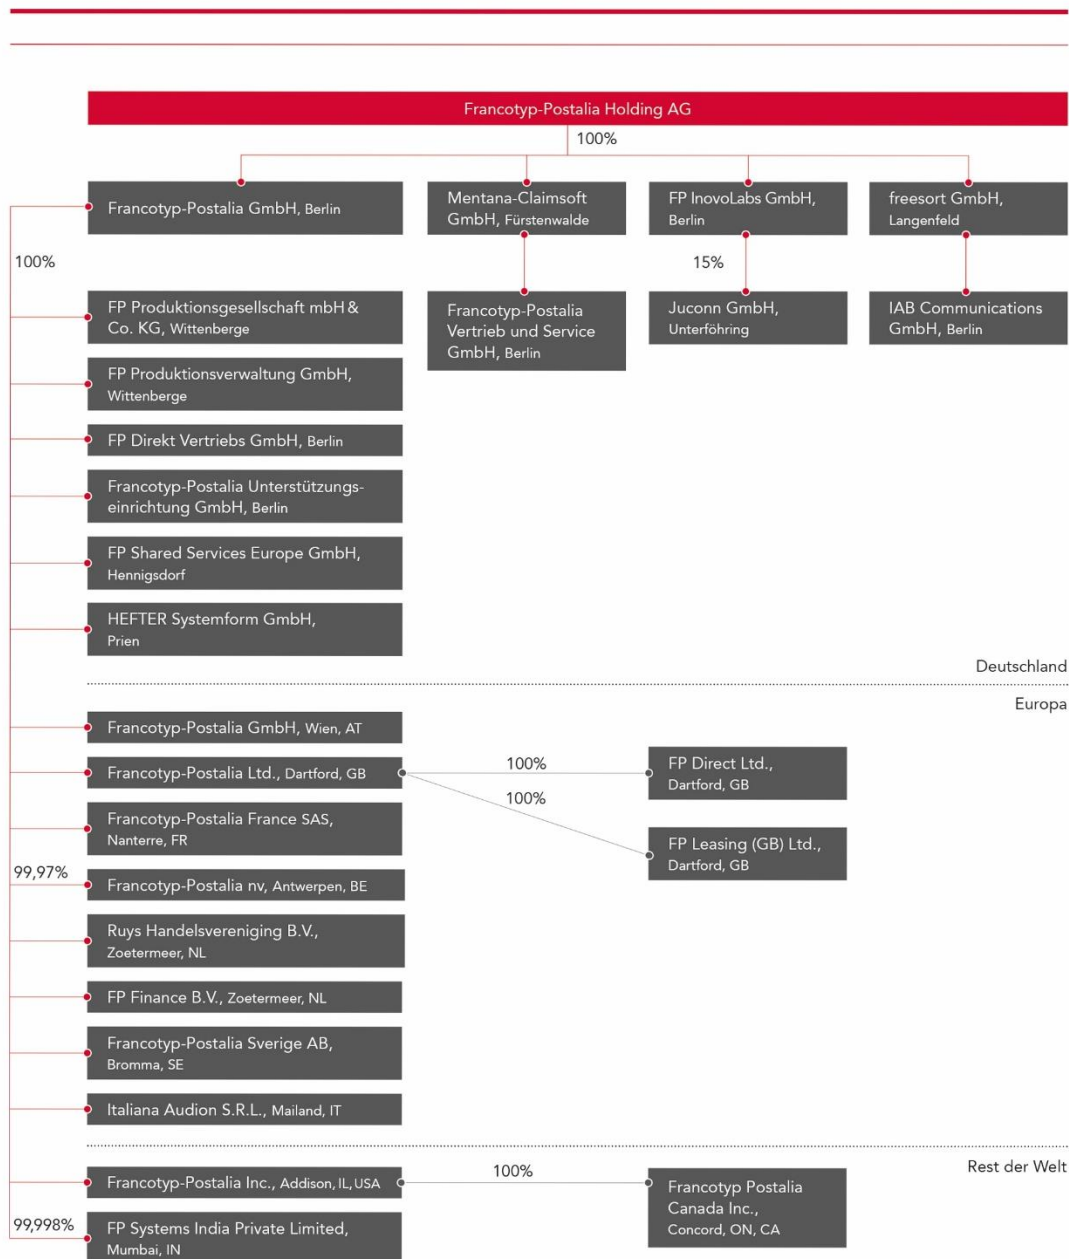 Francotyp-Postalia Holding AG
100%
Francotyp-Postalia GmbH, Berlin
Mentana-Claimsoft
GmbH, Fürstenwalde
FP InovoLabs GmbH,
Berlin
freesort GmbH,
Langenfeld
100%
15%
FP Produktionsgesellschaft mbH &
Co. KG, Wittenberge
Francotyp-Postalia
Vertrieb und Service
GmbH, Berlin
Juconn GmbH,
Unterföhring
IAB Communications
GmbH, Berlin
FP Produktionsverwaltung GmbH,
Wittenberge
FP Direkt Vertriebs GmbH, Berlin
Francotyp-Postalia Unterstützungs-
einrichtung GmbH, Berlin
FP Shared Services Europe GmbH,
Hennigsdorf
HEFTER Systemform GmbH,
Prien
Deutschland
Europa
Francotyp-Postalia GmbH, Wien, AT
Francotyp-Postalia Ltd., Dartford, GB
100%
FP Direct Ltd.,
Dartford, GB
100%
Francotyp-Postalia France SAS,
Nanterre, FR
FP Leasing (GB) Ltd.,
Dartford, GB
99,97%
Francotyp-Postalia nv, Antwerpen, BE
Ruys Handelsvereniging B.V.,
Zoetermeer, NL
FP Finance B.V., Zoetermeer, NL
Francotyp-Postalia Sverige AB,
Bromma, SE
Italiana Audion S.R.L., Mailand, IT
Rest der Welt
Francotyp-Postalia Inc., Addison, IL, USA
100%
Francotyp Postalia
Canada Inc.,
Concord, ON, CA
99,998%
FP Systems India Private Limited,
Mumbai, IN